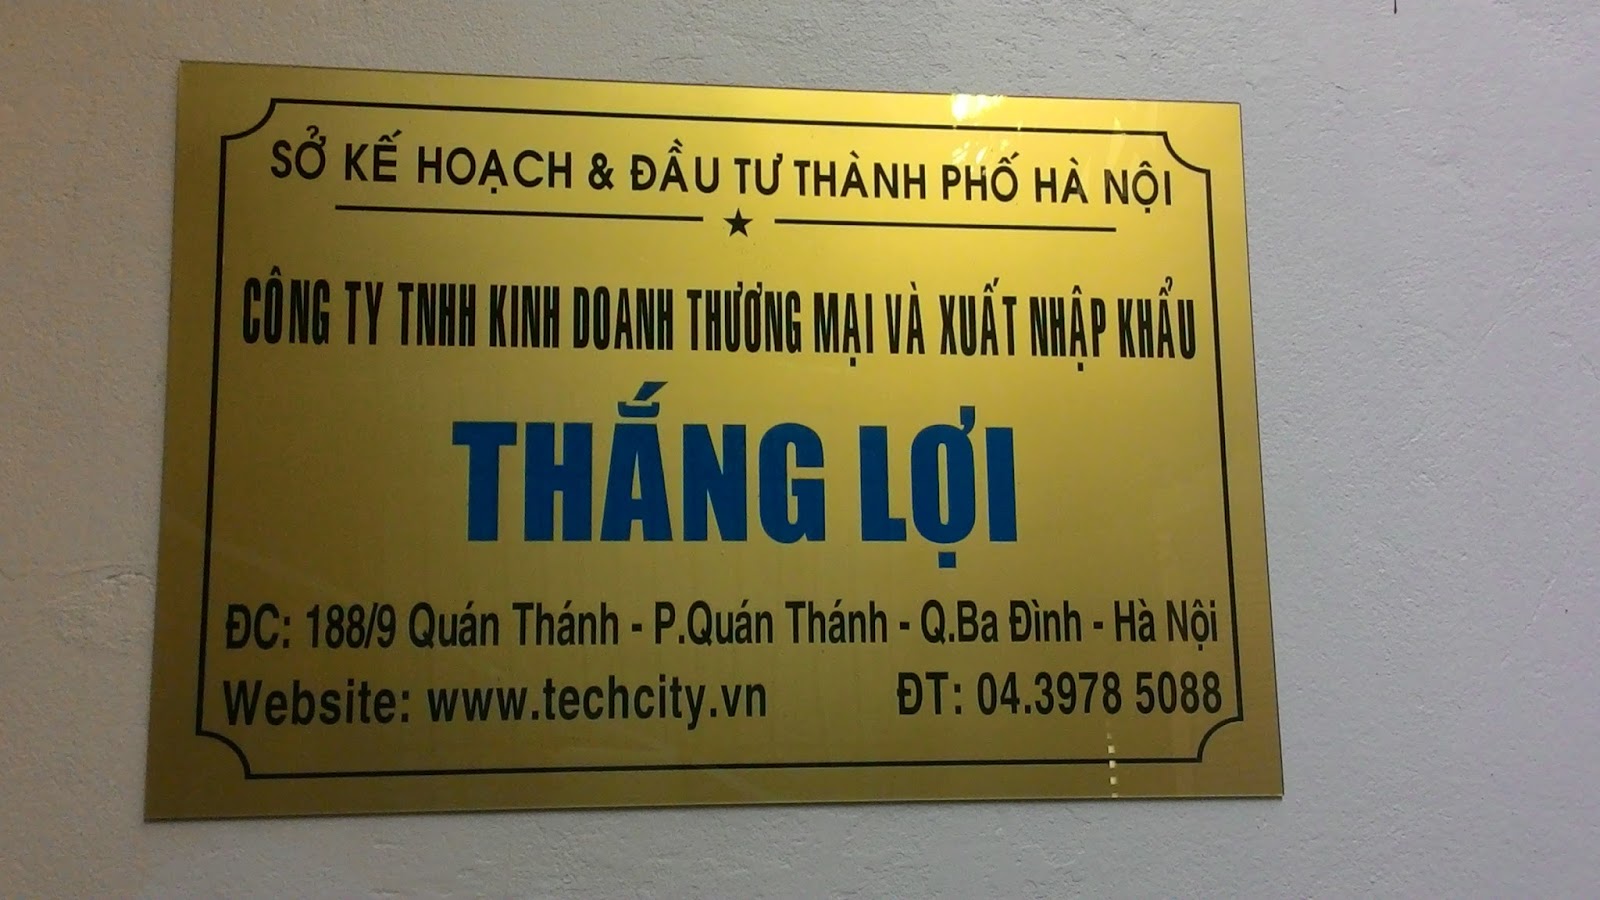 SỞ KẾ HOẠCH & ĐẦU TƯ THÀNH PHỐ HÀ NỘI
CÔNG TY TNHH KINH DOANH THƯƠNG MẠI VÀ XUẤT NHẬP KHẨU
THẮNG LỢI
ĐC: 188/9 Quán Thánh - P.Quán Thánh - Q.Ba Đình - Hà Nội
Website: www.techcity.vn ĐT: 04.3978 5088